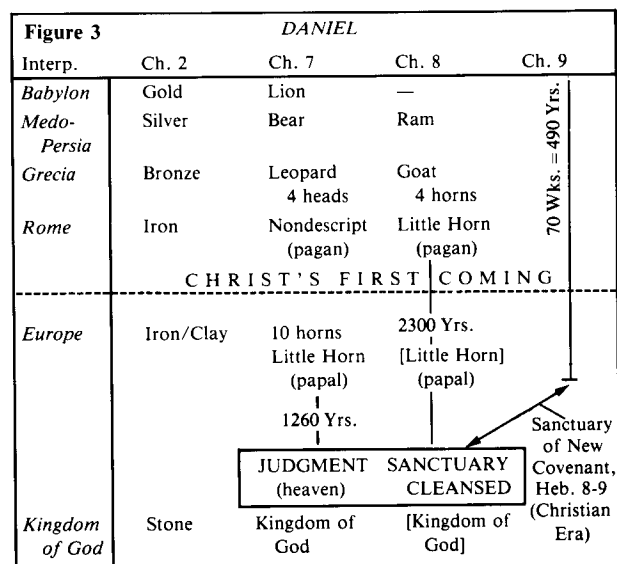 Figure 3 DANIEL
Interp. Ch. 2 Ch. 7 Ch. 8 Ch. 9
Babylon Gold Lion —
Medo- Silver Bear Ram
Persia
Grecia Bronze Leopard Goat
4 heads 4 horns
Rome Iron Nondescript Little Horn
(pagan) (pagan)
70 Wks. = 490 Yrs.
CHRIST'S FIRST COMING
Europe Iron/Clay 10 horns 2300 Yrs.
Little Horn [Little Horn]
(papal) (papal)
1260 Yrs.
JUDGMENT SANCTUARY
(heaven) CLEANSED
Sanctuary
of New
Covenant,
Heb. 8-9
(Christian
Era)
Kingdom Stone Kingdom of [Kingdom of
of God God God]